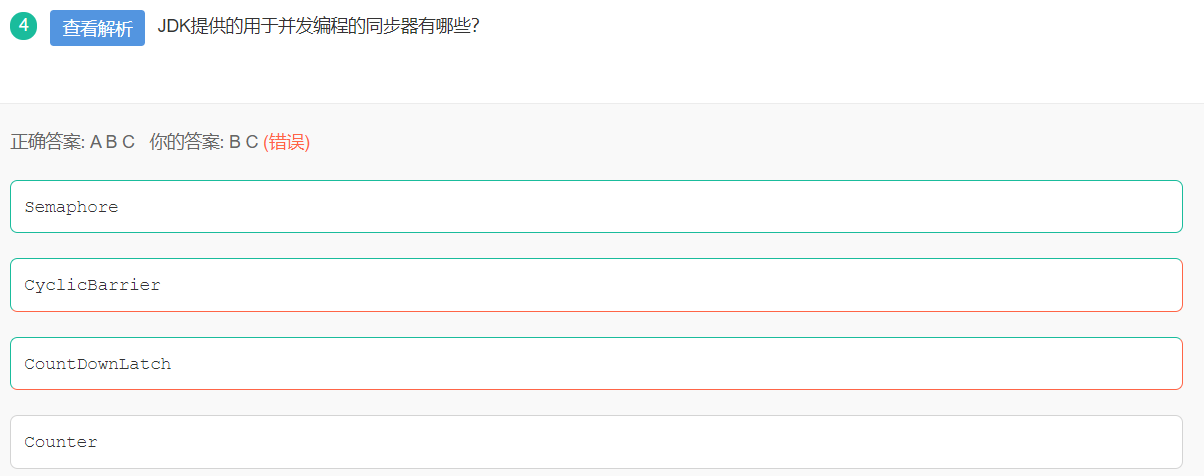 4 查看解析 JDK提供的用于并发编程的同步器有哪些?
正确答案: A B C 你的答案: B C (错误)
Semaphore
CyclicBarrier
CountDownLatch
Counter